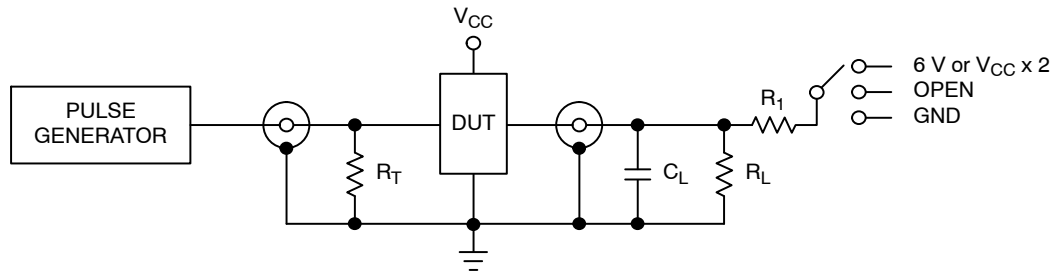 V_CC
PULSE
GENERATOR
DUT
R_T
C_L
R_L
R_1
6 V or V_CC x 2
OPEN
GND